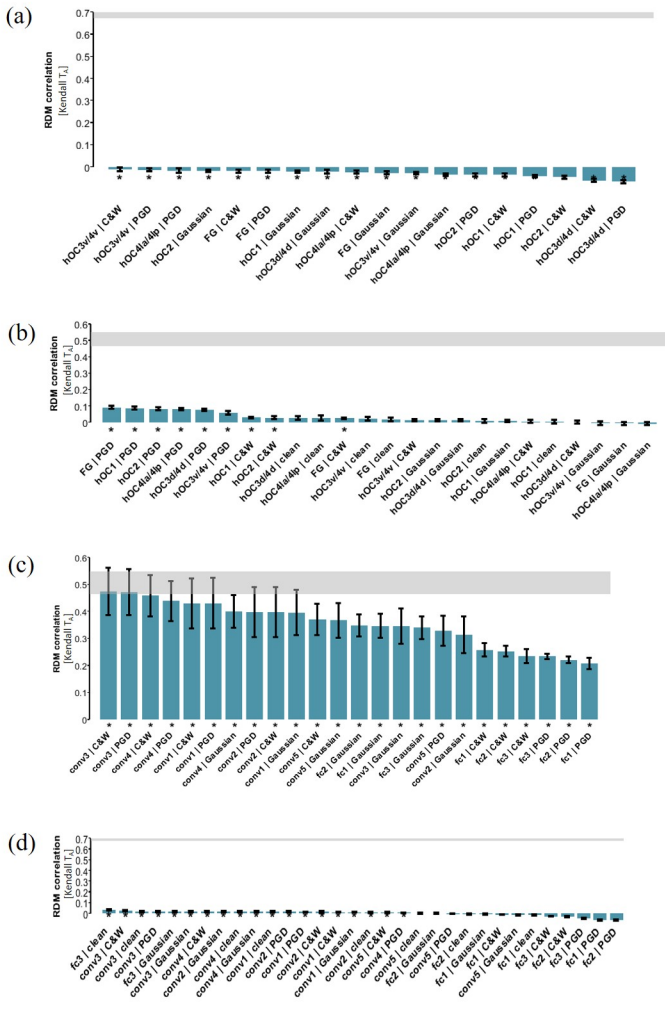 (a)
RDM correlation
[Kendall TA]
0.7
0.6
0.5
0.4
0.3
0.2
0.1
0
* * * * * * * * * * * * * * * * * *
hOC3v/4v | C&W
hOC3v/4v | PGD
hOC4la/4lp | PGD
hOC2 | Gaussian
FG | C&W
FG | PGD
hOC1 | Gaussian
hOC3d/4d | Gaussian
hOC4la/4lp | C&W
FG | Gaussian
hOC3v/4v | Gaussian
hOC4la/4lp | Gaussian
hOC2 | PGD
hOC1 | C&W
hOC1 | PGD
hOC2 | C&W
hOC3d/4d | C&W
hOC3d/4d | PGD
(b)
RDM correlation
[Kendall TA]
0.6
0.5
0.4
0.3
0.2
0.1
0
* * * * * * * * *
FG | PGD
hOC1 | PGD
hOC2 | PGD
hOC4la/4lp | PGD
hOC3d/4d | PGD
hOC3v/4v | PGD
hOC1 | C&W
hOC2 | C&W
hOC3d/4d | clean
hOC4la/4lp | clean
FG | C&W
hOC3v/4v | clean
FG | clean
hOC3v/4v | C&W
hOC2 | Gaussian
hOC3d/4d | Gaussian
hOC2 | clean
hOC1 | Gaussian
hOC4la/4lp | C&W
hOC1 | clean
hOC3d/4d | C&W
hOC3v/4v | Gaussian
FG | Gaussian
hOC4la/4lp | Gaussian
(c)
RDM correlation
[Kendall TA]
0.6
0.5
0.4
0.3
0.2
0.1
0
* * * * * * * * * * * * * * * * * * * * * * * *
conv3 | C&W
conv3 | PGD
conv4 | C&W
conv4 | PGD
conv1 | C&W
conv1 | PGD
conv4 | Gaussian
conv2 | PGD
conv2 | C&W
conv1 | Gaussian
conv5 | C&W
conv5 | Gaussian
fc2 | Gaussian
fc1 | Gaussian
conv3 | Gaussian
fc3 | Gaussian
conv5 | PGD
conv2 | Gaussian
fc1 | C&W
fc2 | C&W
fc3 | C&W
fc3 | PGD
fc2 | PGD
fc1 | PGD
(d)
RDM correlation
[Kendall TA]
0.7
0.6
0.5
0.4
0.3
0.2
0.1
0
fc3 | clean
conv3 | C&W
conv3 | clean
conv3 | PGD
fc3 | Gaussian
conv3 | Gaussian
conv4 | C&W
conv2 | Gaussian
conv4 | clean
conv4 | Gaussian
conv1 | clean
conv2 | PGD
conv1 | PGD
conv2 | C&W
conv1 | C&W
conv1 | Gaussian
conv2 | clean
conv5 | C&W
conv4 | PGD
conv5 | clean
fc2 | Gaussian
conv5 | PGD
fc2 | clean
fc1 | Gaussian
fc1 | C&W
conv5 | Gaussian
fc1 | clean
fc3 | C&W
fc2 | C&W
fc3 | PGD
fc1 | PGD
fc2 | PGD